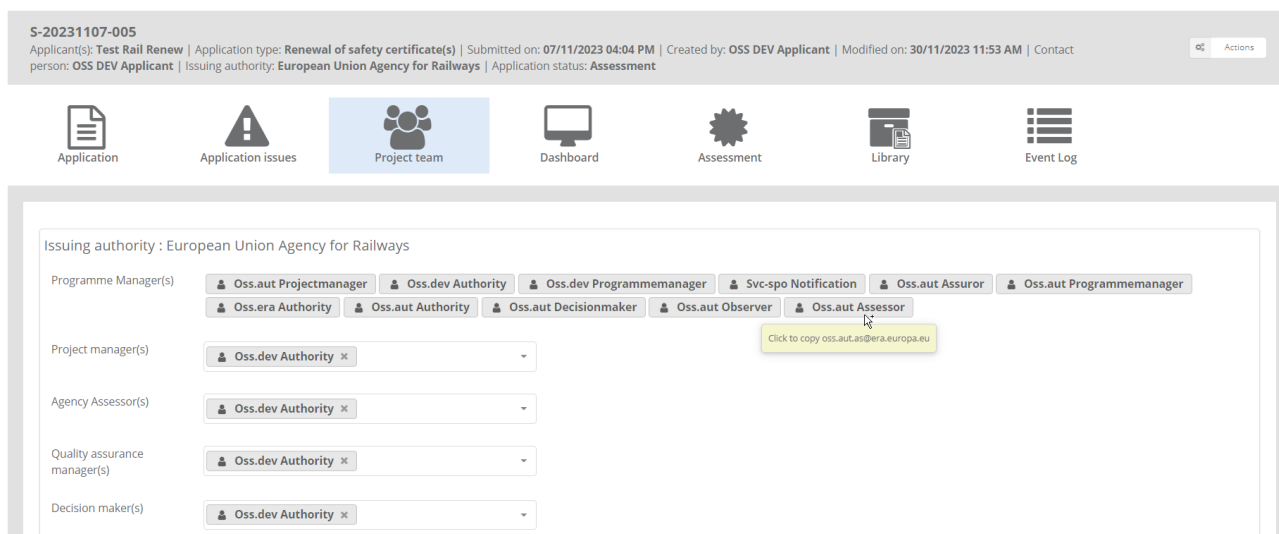 S-20231107-005
Applicant(s): Test Rail Renew | Application type: Renewal of safety certificate(s) | Submitted on: 07/11/2023 04:04 PM | Created by: OSS DEV Applicant | Modified on: 30/11/2023 11:53 AM | Contact
person: OSS DEV Applicant | Issuing authority: European Union Agency for Railways | Application status: Assessment
Actions
Application
Application issues
Project team
Dashboard
Assessment
Library
Event Log
Issuing authority : European Union Agency for Railways
Programme Manager(s)
Oss.aut Projectmanager Oss.dev Authority Oss.dev Programmemanager Svc-spo Notification Oss.aut Assuror Oss.aut Programmemanager
Oss.era Authority Oss.aut Authority Oss.aut Decisionmaker Oss.aut Observer Oss.aut Assessor
Click to copy oss.aut.as@era.europa.eu
Project manager(s)
Oss.dev Authority
Agency Assessor(s)
Oss.dev Authority
Quality assurance
manager(s)
Oss.dev Authority
Decision maker(s)
Oss.dev Authority